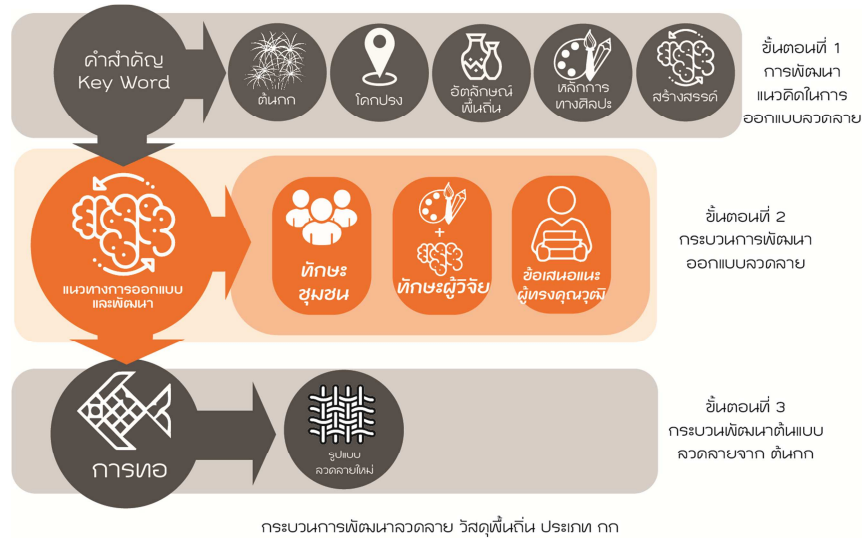 คำสำคัญ
Key Word
ต้นกก
โคกปรง
อัตลักษณ์
พื้นถิ่น
หลักการ
ทางศิลปะ
สร้างสรรค์
ขั้นตอนที่ 1
การพัฒนา
แนวคิดในการ
ออกแบบลวดลาย
แนวทางการออกแบบ
และพัฒนา
ทักษะ
ชุมชน
+
ทักษะผู้วิจัย
ข้อเสนอแนะ
ผู้ทรงคุณวุฒิ
ขั้นตอนที่ 2
กระบวนการพัฒนา
ออกแบบลวดลาย
การทอ
รูปแบบ
ลวดลายใหม่
ขั้นตอนที่ 3
กระบวนพัฒนาต้นแบบ
ลวดลายจาก ต้นกก
กระบวนการพัฒนาลวดลาย วัสดุพื้นถิ่น ประเภท กก